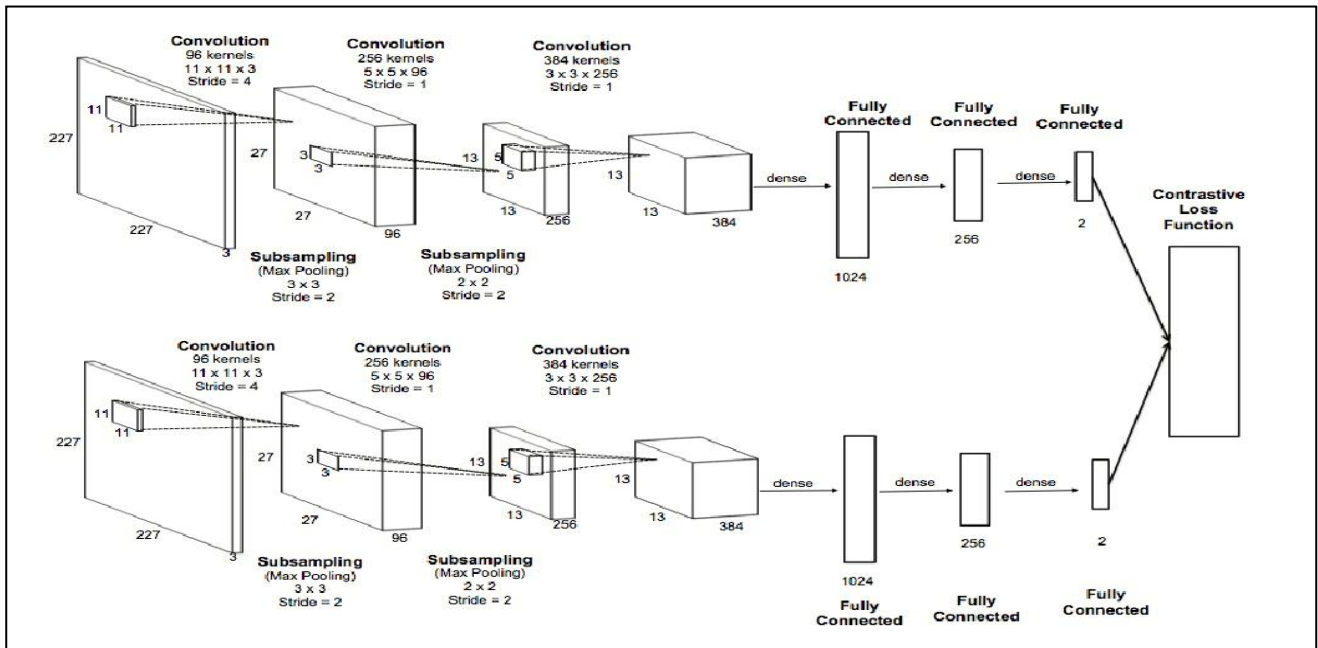 Convolution
96 kernels
11 x 11 x 3
Stride = 4
Convolution
256 kernels
5 x 5 x 96
Stride = 1
Convolution
384 kernels
3 x 3 x 256
Stride = 1
11
11
227
227
3
27
27
3
3
96
13
13
5
5
256
13
13
384
Subsampling
(Max Pooling)
3 x 3
Stride = 2
Subsampling
(Max Pooling)
2 x 2
Stride = 2
dense
Fully
Connected
1024
dense
Fully
Connected
256
dense
Fully
Connected
2
Contrastive
Loss
Function
Convolution
96 kernels
11 x 11 x 3
Stride = 4
Convolution
256 kernels
5 x 5 x 96
Stride = 1
Convolution
384 kernels
3 x 3 x 256
Stride = 1
11
11
227
227
3
27
27
3
3
96
13
13
5
5
256
13
13
384
Subsampling
(Max Pooling)
3 x 3
Stride = 2
Subsampling
(Max Pooling)
2 x 2
Stride = 2
dense
1024
Fully
Connected
dense
256
Fully
Connected
dense
2
Fully
Connected